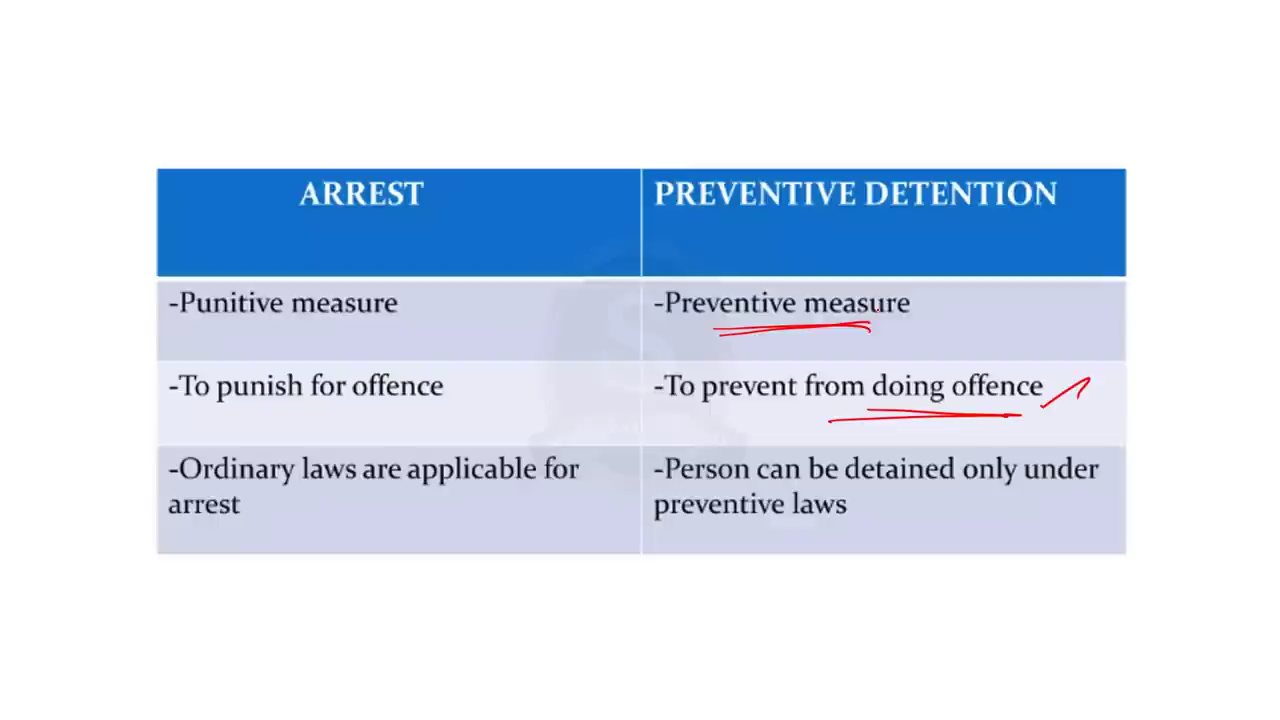 ARREST
PREVENTIVE DETENTION
-Punitive measure
-Preventive measure
-To punish for offence
-To prevent from doing offence
-Ordinary laws are applicable for
arrest
-Person can be detained only under
preventive laws